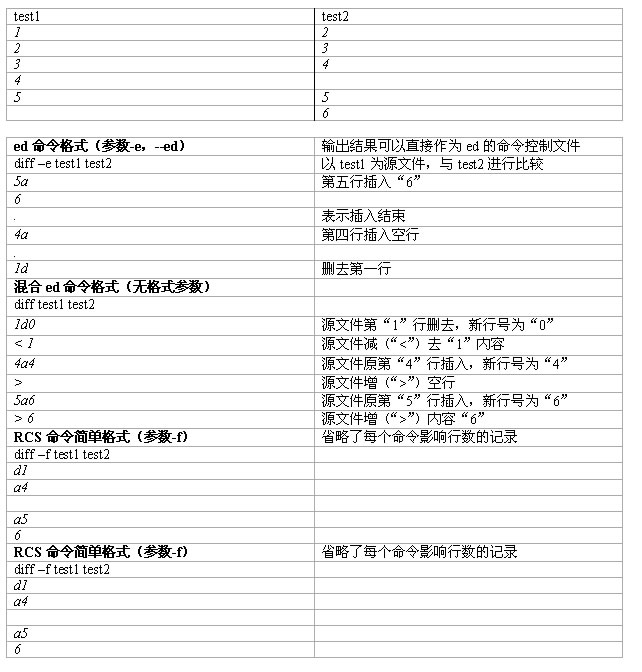 test1 test2
1 2
2 3
3 4
4
5 5
6
ed 命令格式（参数-e，--ed） 输出结果可以直接作为 ed 的命令控制文件
diff –e test1 test2 以 test1 为源文件，与 test2 进行比较
5a 第五行插入“6”
6
. 表示插入结束
4a 第四行插入空行
.
1d 删去第一行
混合 ed 命令格式（无格式参数）
diff test1 test2
1d0 源文件第“1”行删去，新行号为“0”
< 1 源文件减（“<”）去“1”内容
4a4 源文件原第“4”行插入，新行号为“4”
> 源文件增（“>”）空行
5a6 源文件原第“5”行插入，新行号为“6”
> 6 源文件增（“>”）内容“6”
RCS 命令简单格式（参数-f） 省略了每个命令影响行数的记录
diff –f test1 test2
d1
a4
a5
6
RCS 命令简单格式（参数-f） 省略了每个命令影响行数的记录
diff –f test1 test2
d1
a4
a5
6